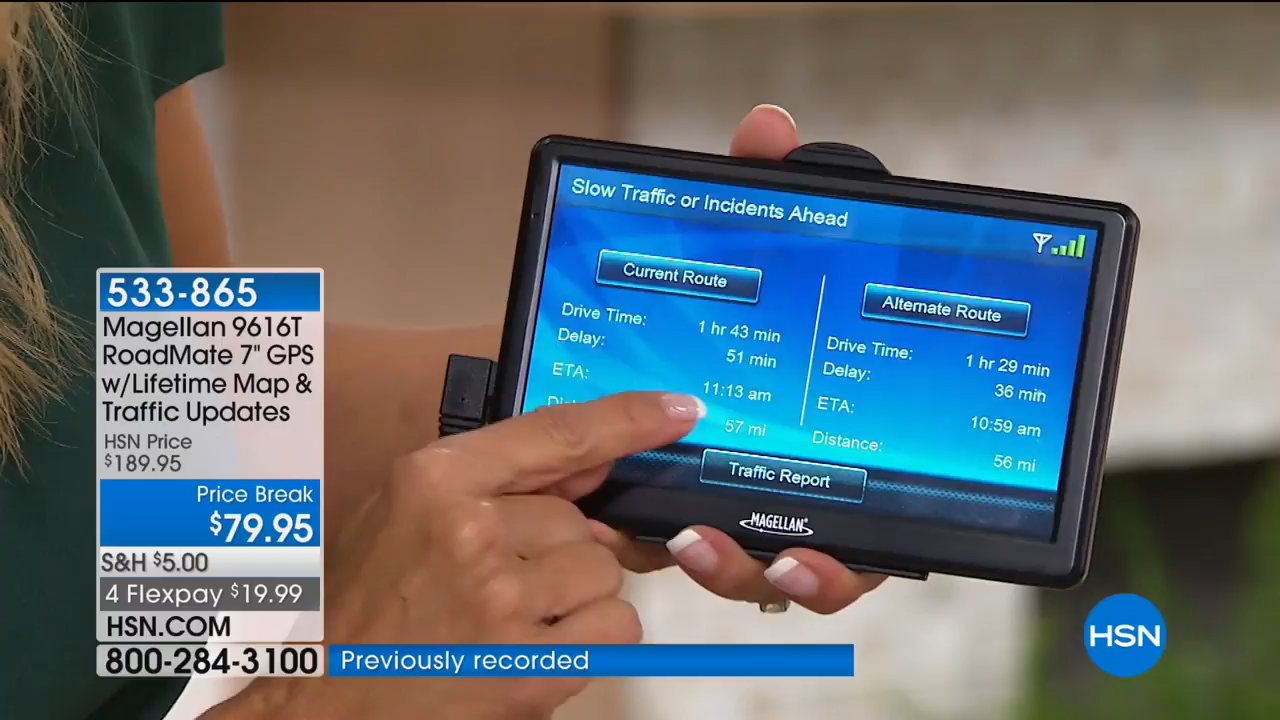 533-865
Magellan 9616T
RoadMate 7" GPS
w/Lifetime Map &
Traffic Updates
HSN Price
$189.95
Price Break
$79.95
S&H $5.00
4 Flexpay $19.99
HSN.COM
800-284-3100
Previously recorded
Slow Traffic or Incidents Ahead
Current Route
Drive Time: 1 hr 43 min
Delay: 51 min
ETA: 11:13 am
57 mi
Alternate Route
Drive Time: 1 hr 29 min
Delay: 36 min
ETA: 10:59 am
Distance: 56 mi
Traffic Report
MAGELLAN
HSN